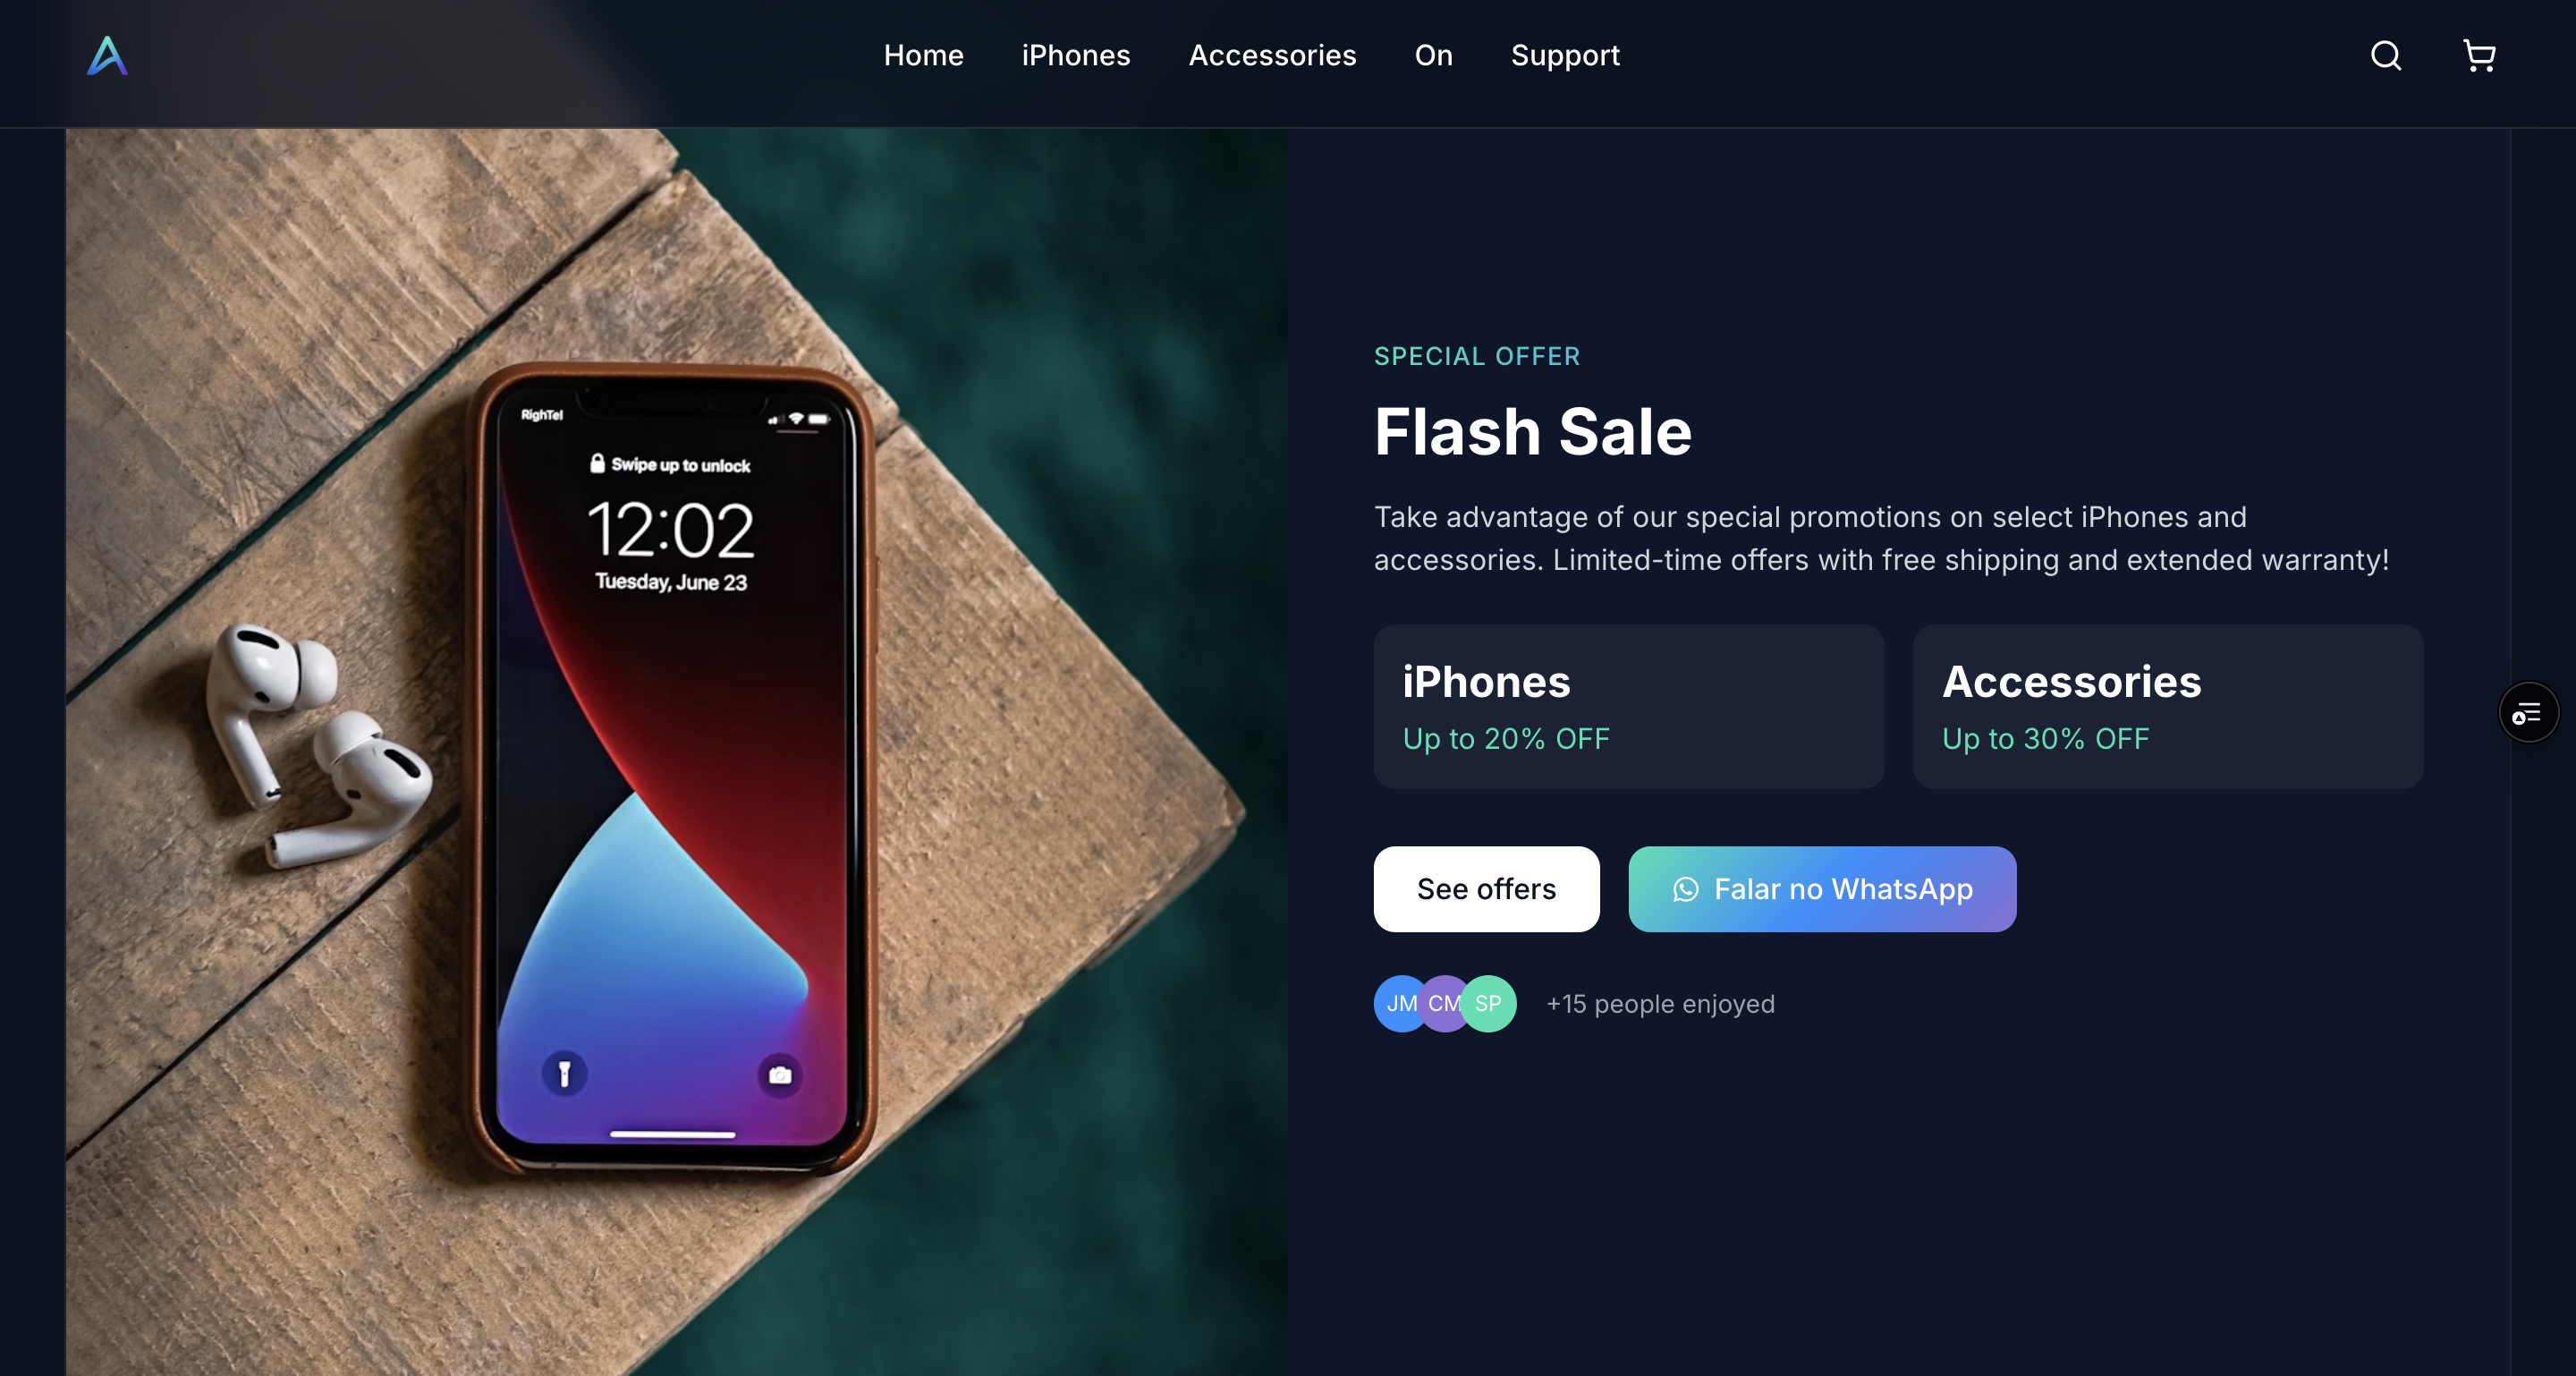 Home
iPhones
Accessories
On
Support
RighTel
Swipe up to unlock
12:02
Tuesday, June 23
SPECIAL OFFER
Flash Sale
Take advantage of our special promotions on select iPhones and
accessories. Limited-time offers with free shipping and extended warranty!
iPhones
Up to 20% OFF
Accessories
Up to 30% OFF
See offers
Falar no WhatsApp
JM
CM
SP
+15 people enjoyed